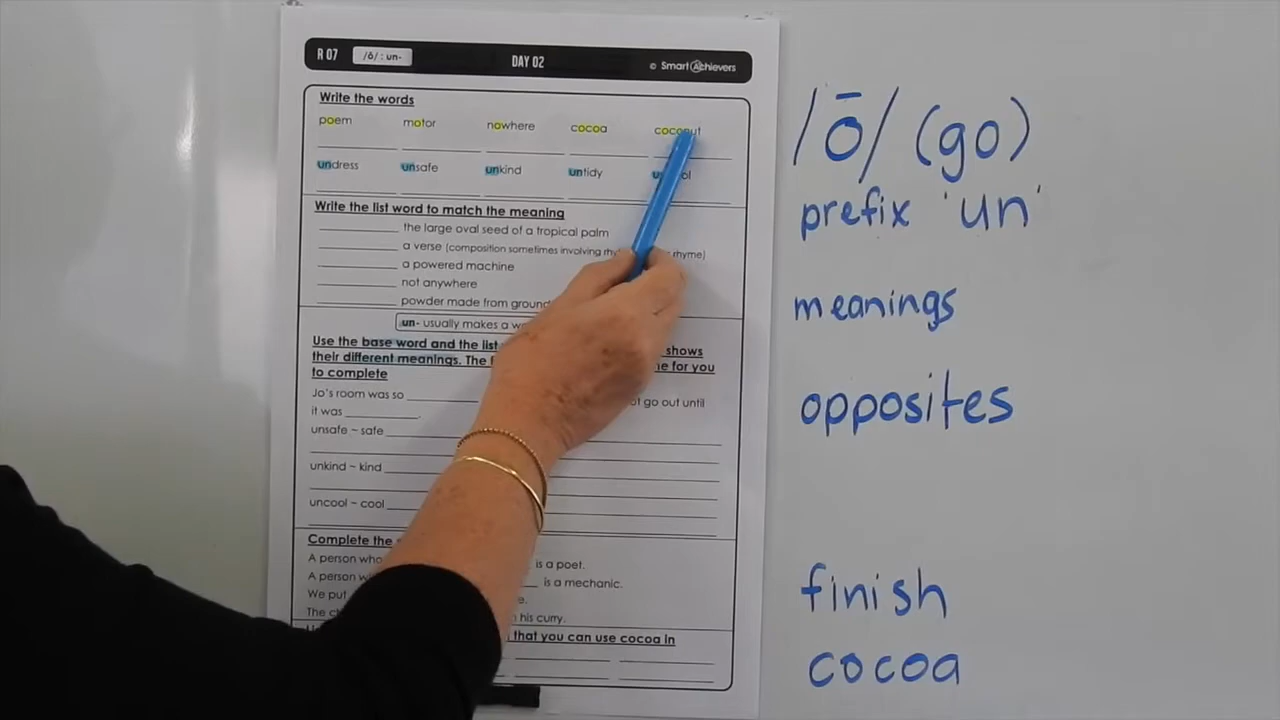 R 07 /ō/ : un- DAY 02 © Smart Achievers
Write the words
poem motor nowhere cocoa coconut
undress unsafe unkind untidy
Write the list word to match the meaning
the large oval seed of a tropical palm
a verse (composition sometimes involving rhyme)
a powered machine
not anywhere
powder made from ground
un- usually makes a
Use the base word and the list shows
their different meanings. The for you
to complete
Jo's room was so go out until
it was .
unsafe ~ safe
unkind ~ kind
uncool ~ cool
Complete the
A person who is a poet.
A person is a mechanic.
We put
The his curry.
that you can use cocoa in
/ō/ (go)
prefix 'un'
meanings
opposites
finish
cocoa